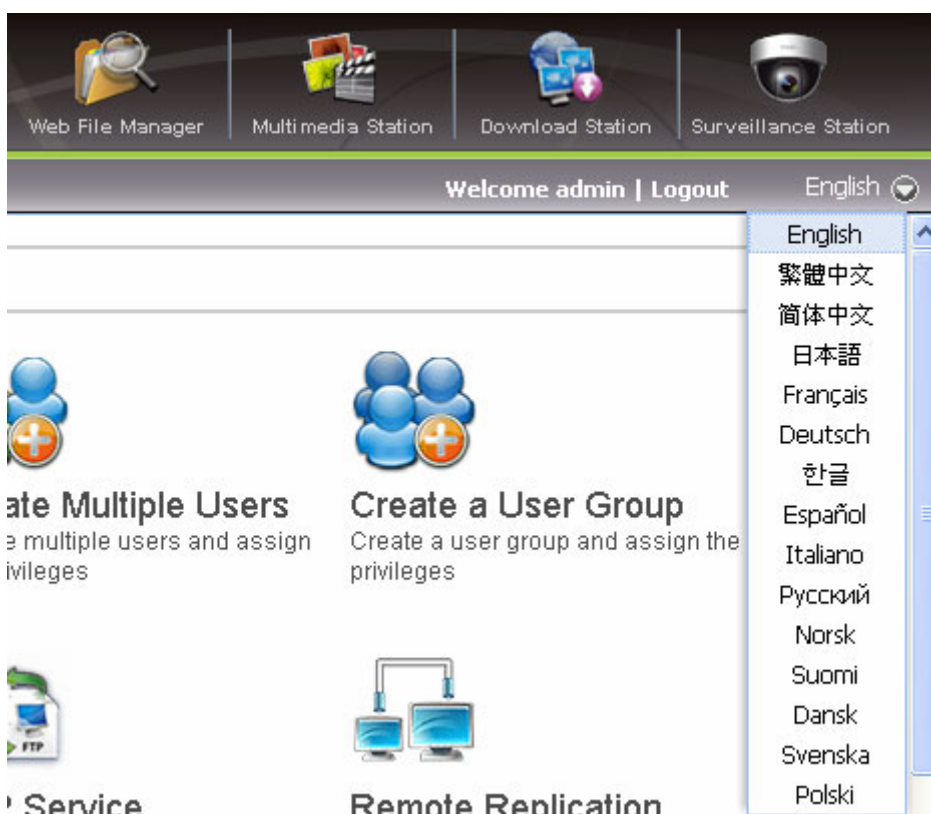 Web File Manager
Multimedia Station
Download Station
Surveillance Station
Welcome admin | Logout
English
English
繁體中文
简体中文
日本語
Français
Deutsch
한글
Español
Italiano
Русский
Norsk
Suomi
Dansk
Svenska
Polski
ate Multiple Users
e multiple users and assign
ivileges
Create a User Group
Create a user group and assign the
privileges
FTP
Service
Remote Replication